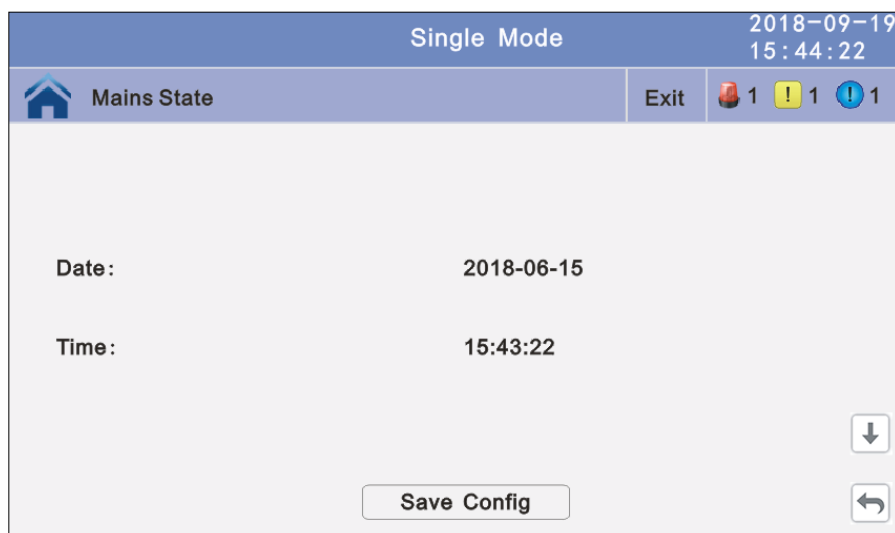 Single Mode
2018-09-19
15:44:22
Mains State
Exit
1
! 1
! 1
Date: 2018-06-15
Time: 15:43:22
Save Config